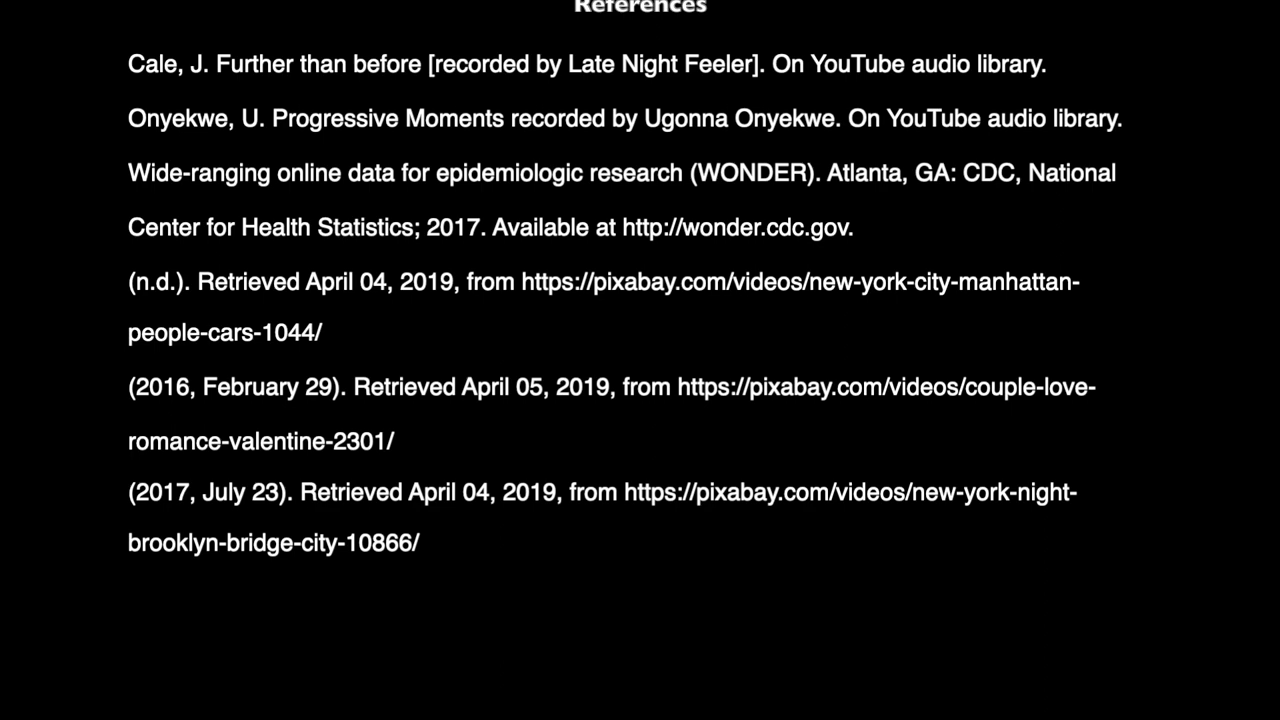 References
Cale, J. Further than before [recorded by Late Night Feeler]. On YouTube audio library.
Onyekwe, U. Progressive Moments recorded by Ugonna Onyekwe. On YouTube audio library.
Wide-ranging online data for epidemiologic research (WONDER). Atlanta, GA: CDC, National
Center for Health Statistics; 2017. Available at http://wonder.cdc.gov.
(n.d.). Retrieved April 04, 2019, from https://pixabay.com/videos/new-york-city-manhattan-
people-cars-1044/
(2016, February 29). Retrieved April 05, 2019, from https://pixabay.com/videos/couple-love-
romance-valentine-2301/
(2017, July 23). Retrieved April 04, 2019, from https://pixabay.com/videos/new-york-night-
brooklyn-bridge-city-10866/